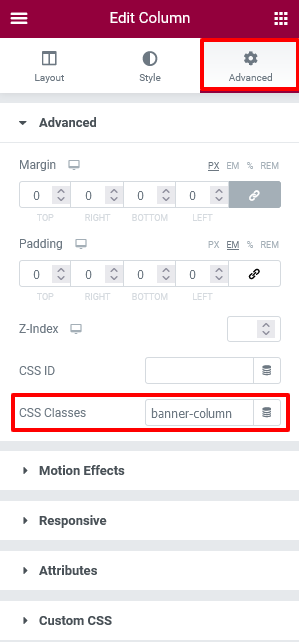 Edit Column
Layout Style Advanced
Advanced
Margin PX EM % REM
0 0 0 0
TOP RIGHT BOTTOM LEFT
Padding PX EM % REM
0 0 0 0
TOP RIGHT BOTTOM LEFT
Z-Index
CSS ID
CSS Classes banner-column
Motion Effects
Responsive
Attributes
Custom CSS